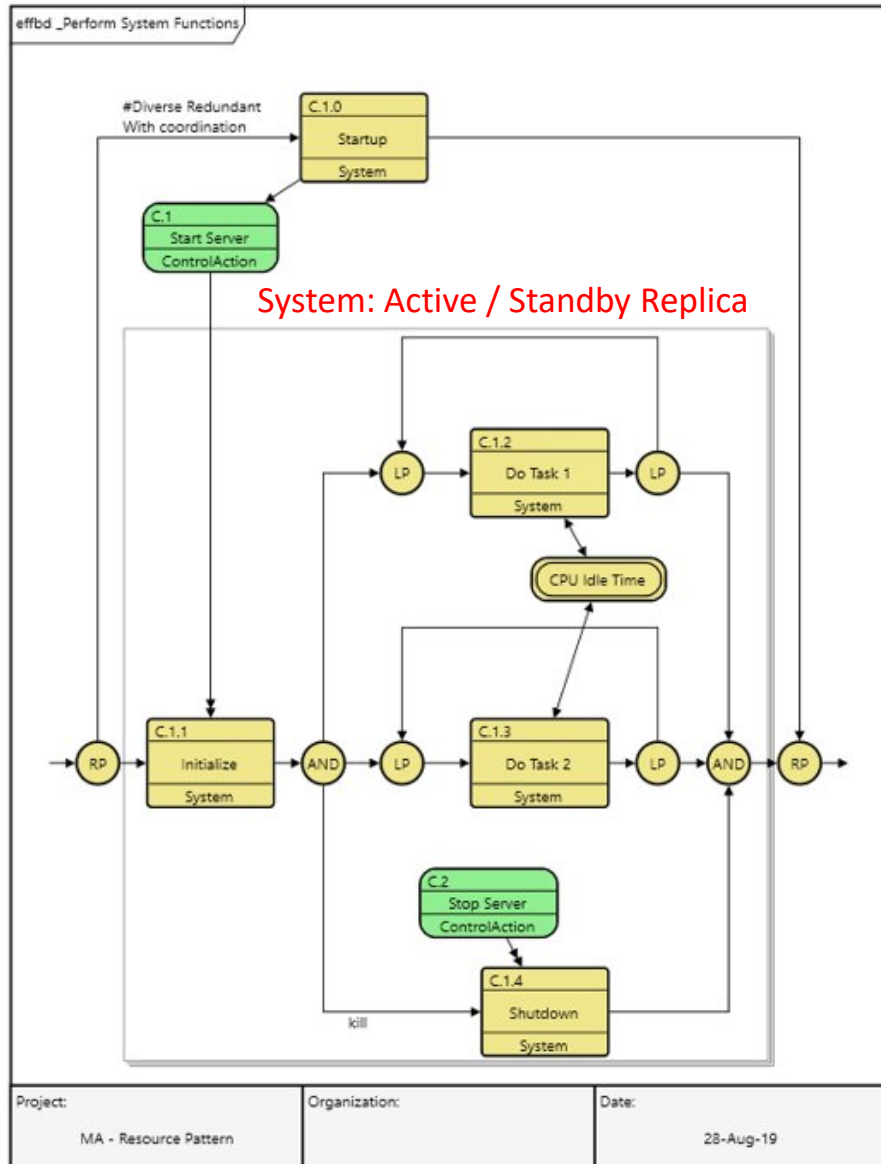 effbd _Perform System Functions
#Diverse Redundant
With coordination
C.1.0
Startup
System
C.1
Start Server
ControlAction
System: Active / Standby Replica
C.1.2
LP
Do Task 1
LP
System
CPU Idle Time
C.1.1
C.1.3
RP
Initialize
AND
LP
Do Task 2
LP
AND
RP
System
System
C.2
Stop Server
ControlAction
C.1.4
Shutdown
kill
System
Project:
Organization:
Date:
MA - Resource Pattern
28-Aug-19